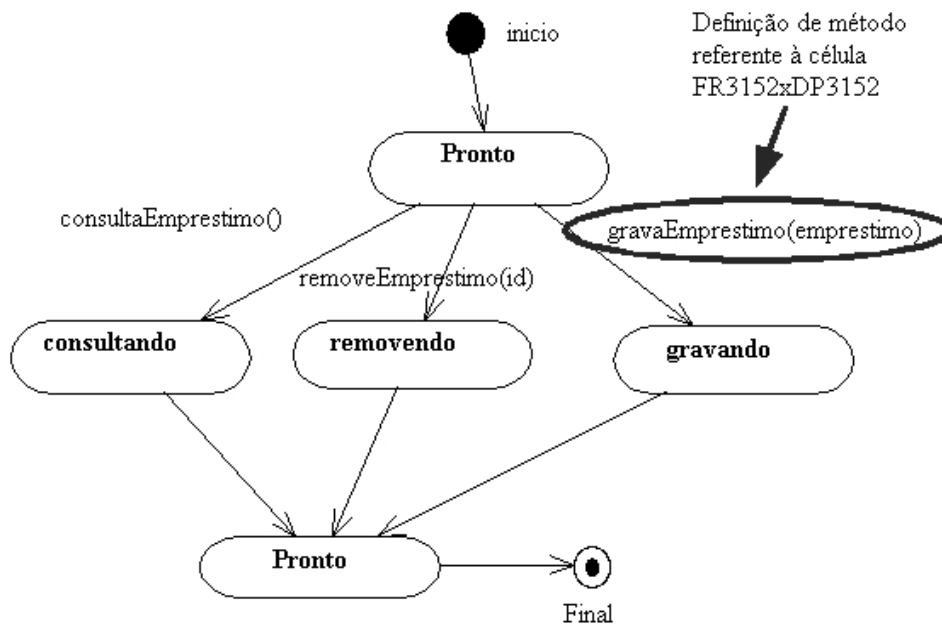 inicio
Definição de método
referente à célula
FR3152xDP3152
Pronto
consultaEmprestimo()
gravaEmprestimo(emprestimo)
removeEmprestimo(id)
consultando
removendo
gravando
Pronto
Final